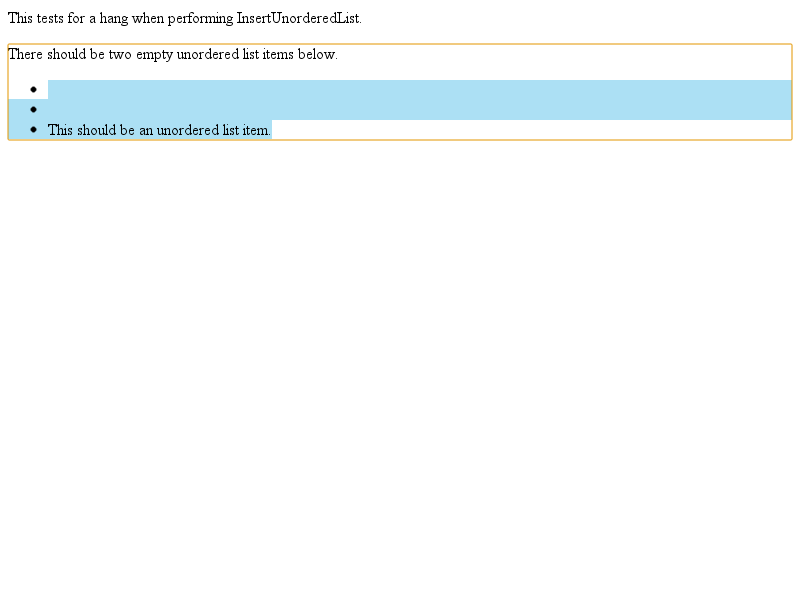 This tests for a hang when performing InsertUnorderedList.
There should be two empty unordered list items below.
This should be an unordered list item.